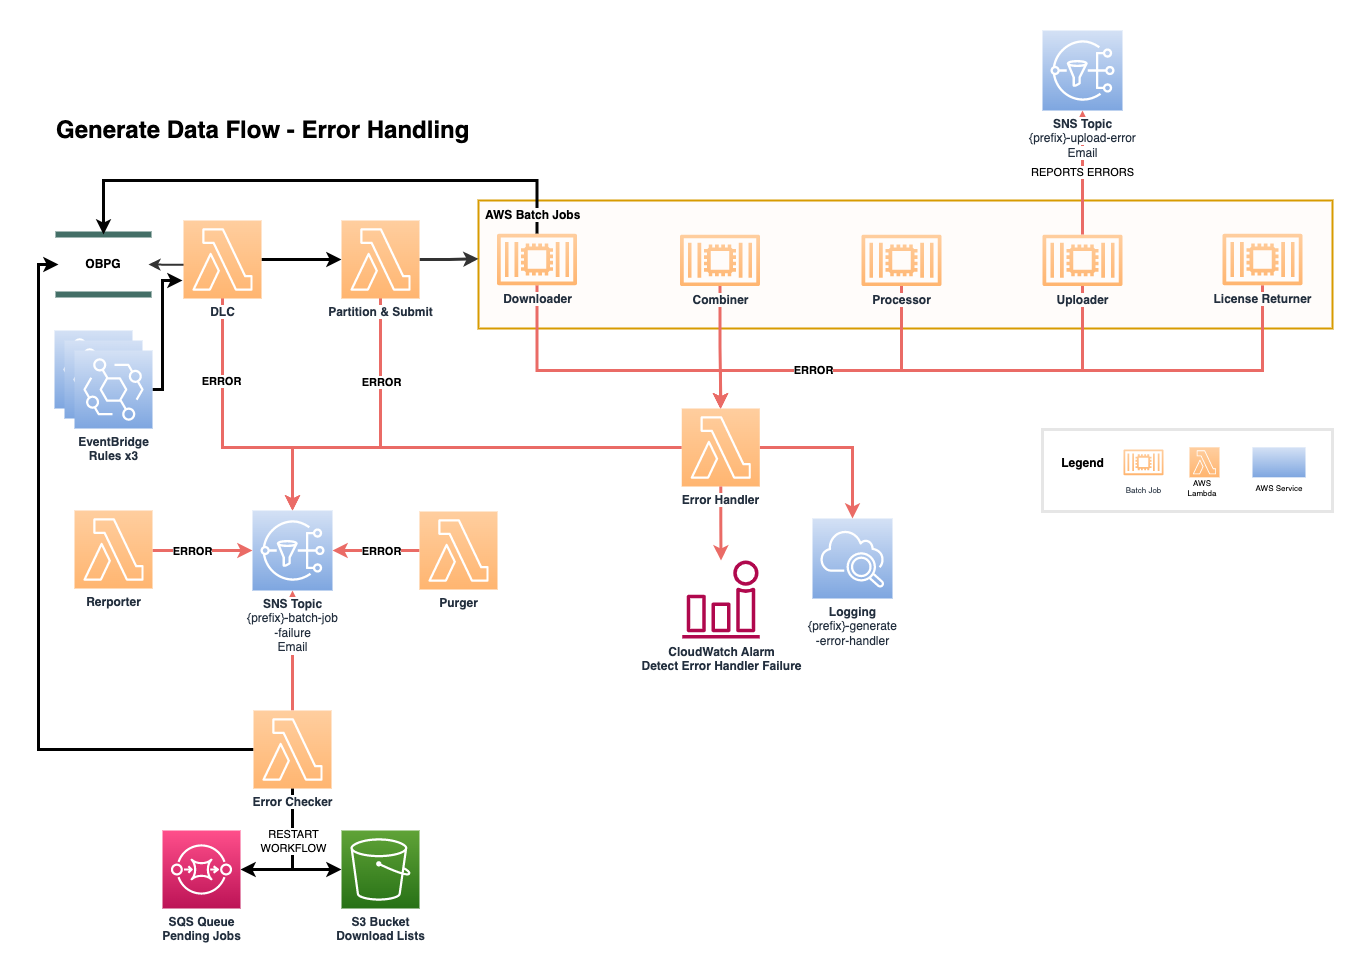 SNS Topic
{prefix}-upload-error
Email
REPORTS ERRORS
Generate Data Flow - Error Handling
AWS Batch Jobs
OBPG
DLC
Partition & Submit
Downloader
Combiner
Processor
Uploader
License Returner
ERROR
ERROR
ERROR
EventBridge
Rules x3
Error Handler
Legend
Batch Job
AWS
Lambda
AWS Service
ERROR
ERROR
Rerporter
SNS Topic
{prefix}-batch-job
-failure
Email
Purger
CloudWatch Alarm
Detect Error Handler Failure
Logging
{prefix}-generate
-error-handler
Error Checker
RESTART
WORKFLOW
SQS Queue
Pending Jobs
S3 Bucket
Download Lists